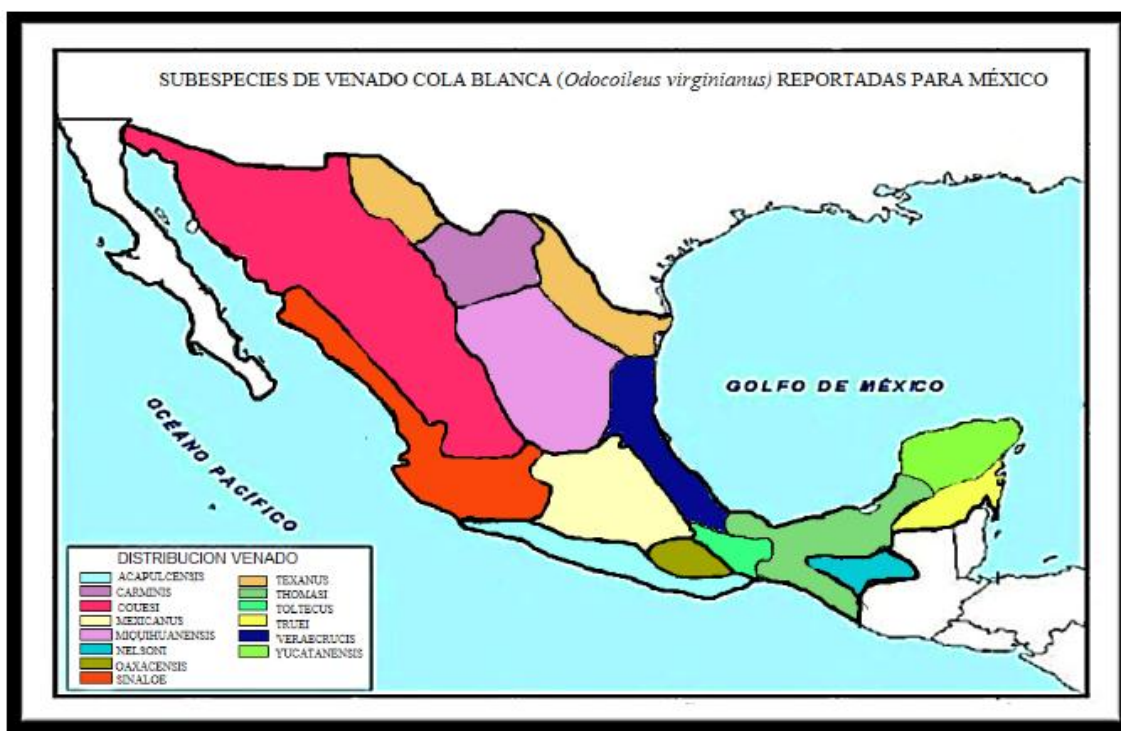 SUBESPECIES DE VENADO COLA BLANCA (Odocoileus virginianus) REPORTADAS PARA MÉXICO
GOLFO DE MÉXICO
OCÉANO PACÍFICO
DISTRIBUCION VENADO
ACAPULCENSIS
CARMINIS
COUESI
MEXICANUS
MIQUIHUANENSIS
NELSONI
OAXACENSIS
SINALOE
TEXANUS
THOMASI
TOLTECUS
TRUEI
VERAECRUCIS
YUCATANENSIS